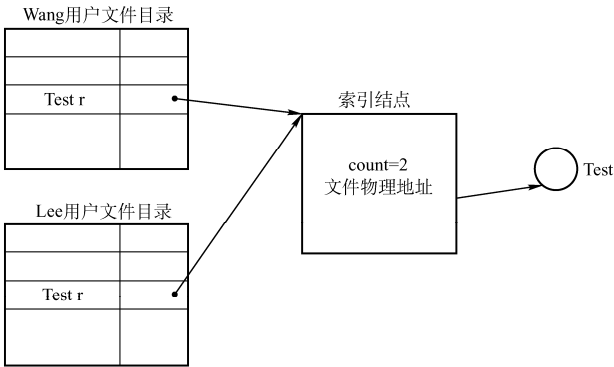 Wang用户文件目录
Test r
索引结点
count=2
文件物理地址
Test
Lee用户文件目录
Test r